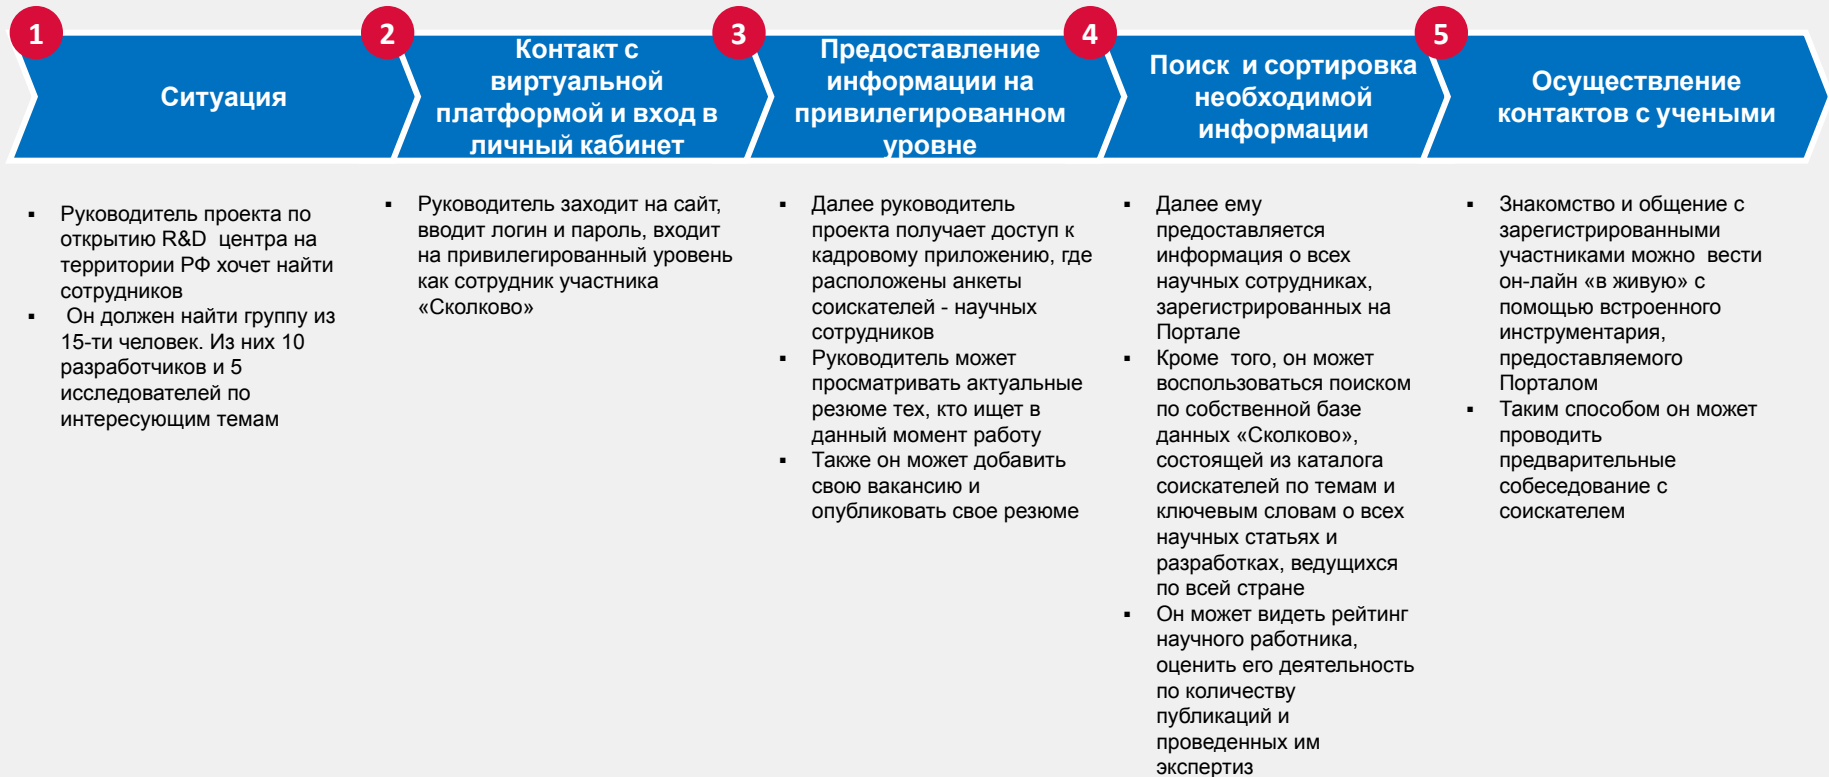 1
Ситуация
2
Контакт с
виртуальной
платформой и вход в
личный кабинет
3
Предоставление
информации на
привилегированном
уровне
4
Поиск и сортировка
необходимой
информации
5
Осуществление
контактов с учеными
▪ Руководитель проекта по
открытию R&D центра на
территории РФ хочет найти
сотрудников
▪ Он должен найти группу из
15-ти человек. Из них 10
разработчиков и 5
исследователей по
интересующим темам
▪ Руководитель заходит на сайт,
вводит логин и пароль, входит
на привилегированный уровень
как сотрудник участника
«Сколково»
▪ Далее руководитель
проекта получает доступ к
кадровому приложению, где
расположены анкеты
соискателей - научных
сотрудников
▪ Руководитель может
просматривать актуальные
резюме тех, кто ищет в
данный момент работу
▪ Также он может добавить
свою вакансию и
опубликовать свое резюме
▪ Далее ему
предоставляется
информация о всех
научных сотрудниках,
зарегистрированных на
Портале
▪ Кроме того, он может
воспользоваться поиском
по собственной базе
данных «Сколково»,
состоящей из каталога
соискателей по темам и
ключевым словам о всех
научных статьях и
разработках, ведущихся
по всей стране
▪ Он может видеть рейтинг
научного работника,
оценить его деятельность
по количеству
публикаций и
проведенных им
экспертиз
▪ Знакомство и общение с
зарегистрированными
участниками можно вести
он-лайн «в живую» с
помощью встроенного
инструментария,
предоставляемого
Порталом
▪ Таким способом он может
проводить
предварительные
собеседование с
соискателем